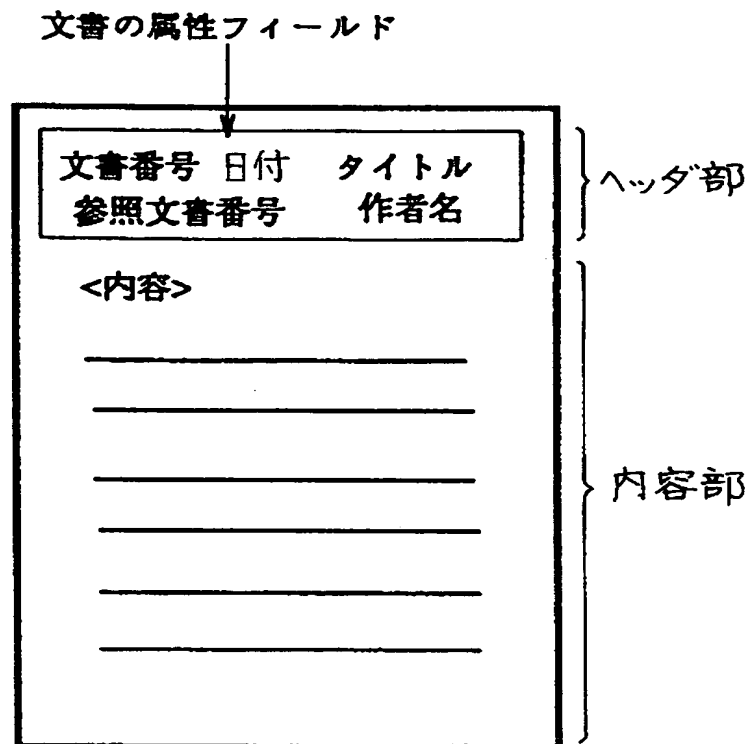 文書の属性フィールド
文書番号 日付 タイトル
参照文書番号 作者名
ヘッダ部
<内容>
内容部